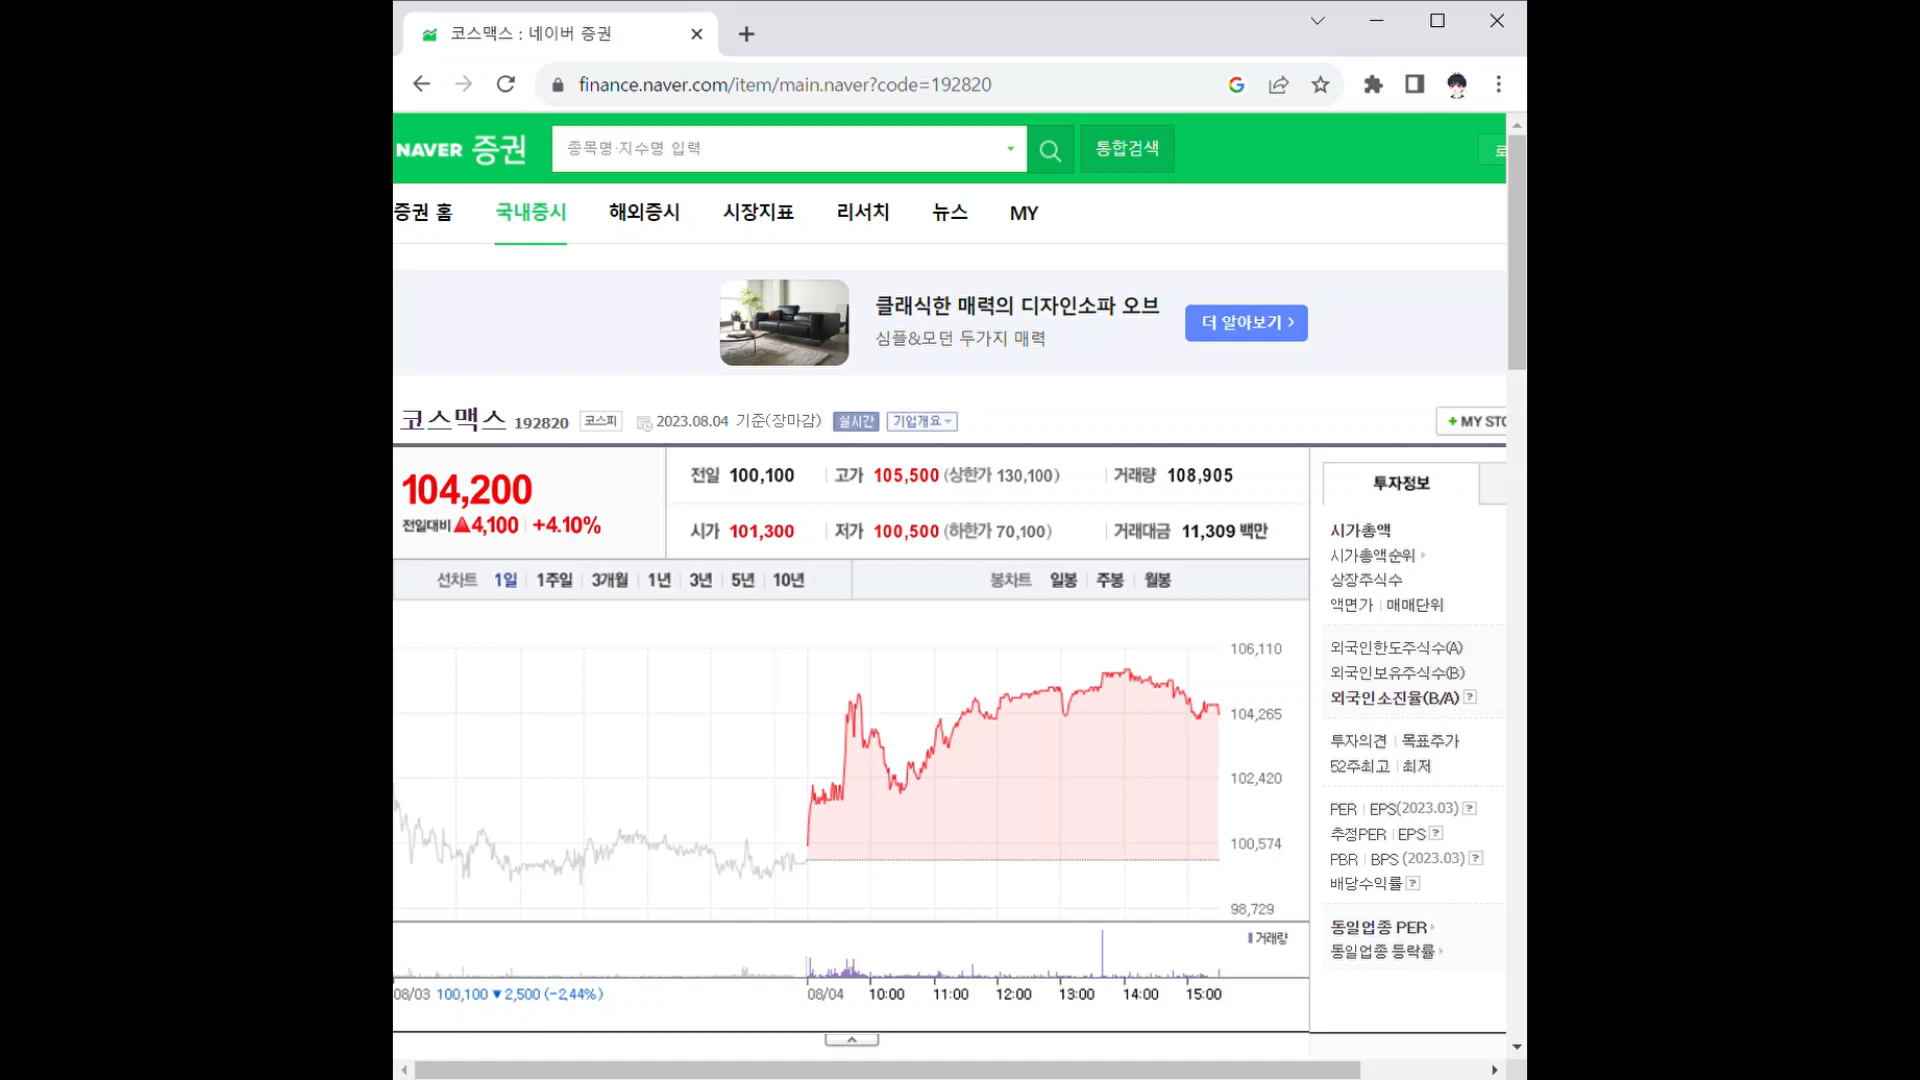 코스맥스 : 네이버 증권
finance.naver.com/item/main.naver?code=192820
NAVER 증권 종목명·지수명 입력 통합검색 로
증권 홈 국내증시 해외증시 시장지표 리서치 뉴스 MY
클래식한 매력의 디자인소파 오브
심플&모던 두가지 매력
더 알아보기 >
코스맥스 192820 코스피 2023.08.04 기준(장마감) 실시간 기업개요 + MY STO
104,200
전일대비 ▲4,100 +4.10%
전일 100,100 고가 105,500 (상한가 130,100) 거래량 108,905
시가 101,300 저가 100,500 (하한가 70,100) 거래대금 11,309 백만
선차트 1일 1주일 3개월 1년 3년 5년 10년 봉차트 일봉 주봉 월봉
106,110
104,265
102,420
100,574
98,729
거래량
08/03 100,100 ▼2,500 (-2.44%) 08/04 10:00 11:00 12:00 13:00 14:00 15:00
투자정보
시가총액
시가총액순위
상장주식수
액면가 | 매매단위
외국인한도주식수(A)
외국인보유주식수(B)
외국인소진율(B/A) ?
투자의견 | 목표주가
52주최고 | 최저
PER | EPS(2023.03) ?
추정PER | EPS ?
PBR | BPS (2023.03) ?
배당수익률 ?
동일업종 PER
동일업종 등락률